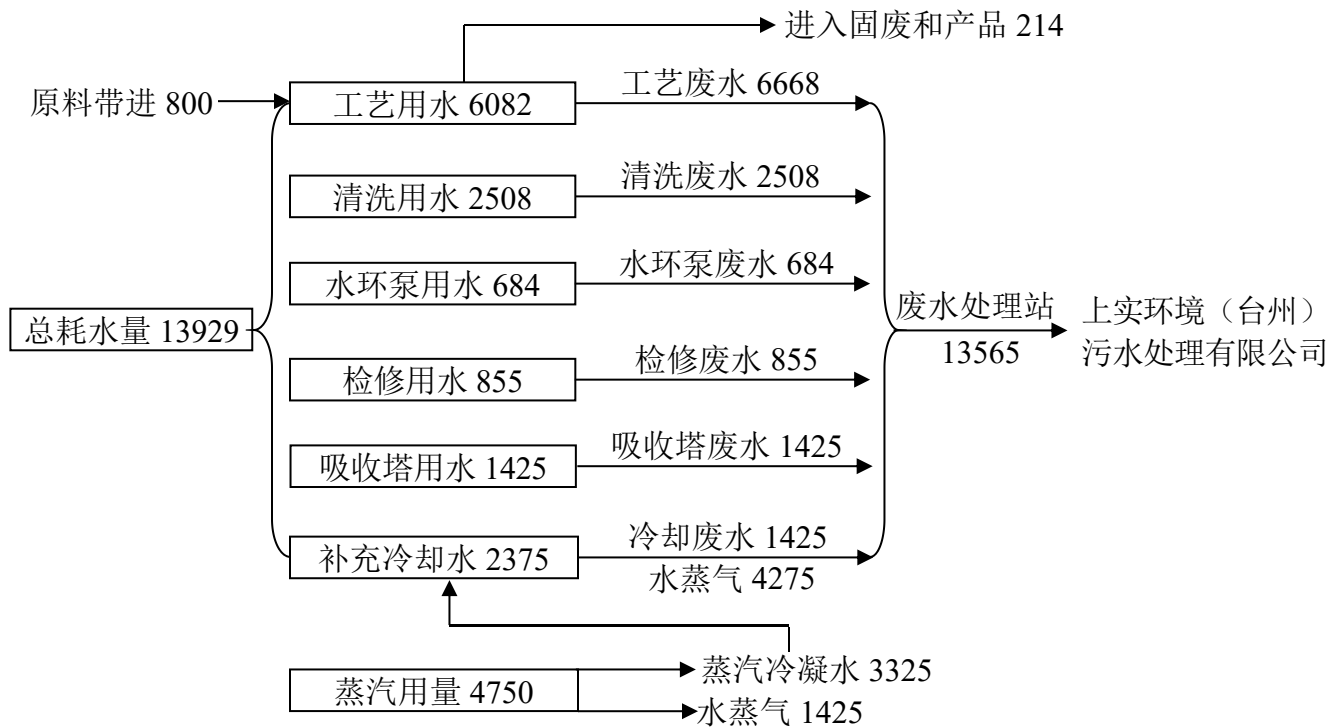 进入固废和产品 214
原料带进 800
工艺用水 6082
工艺废水 6668
清洗用水 2508
清洗废水 2508
水环泵用水 684
水环泵废水 684
总耗水量 13929
废水处理站
13565
上实环境（台州）
污水处理有限公司
检修用水 855
检修废水 855
吸收塔用水 1425
吸收塔废水 1425
补充冷却水 2375
冷却废水 1425
水蒸气 4275
蒸汽用量 4750
蒸汽冷凝水 3325
水蒸气 1425